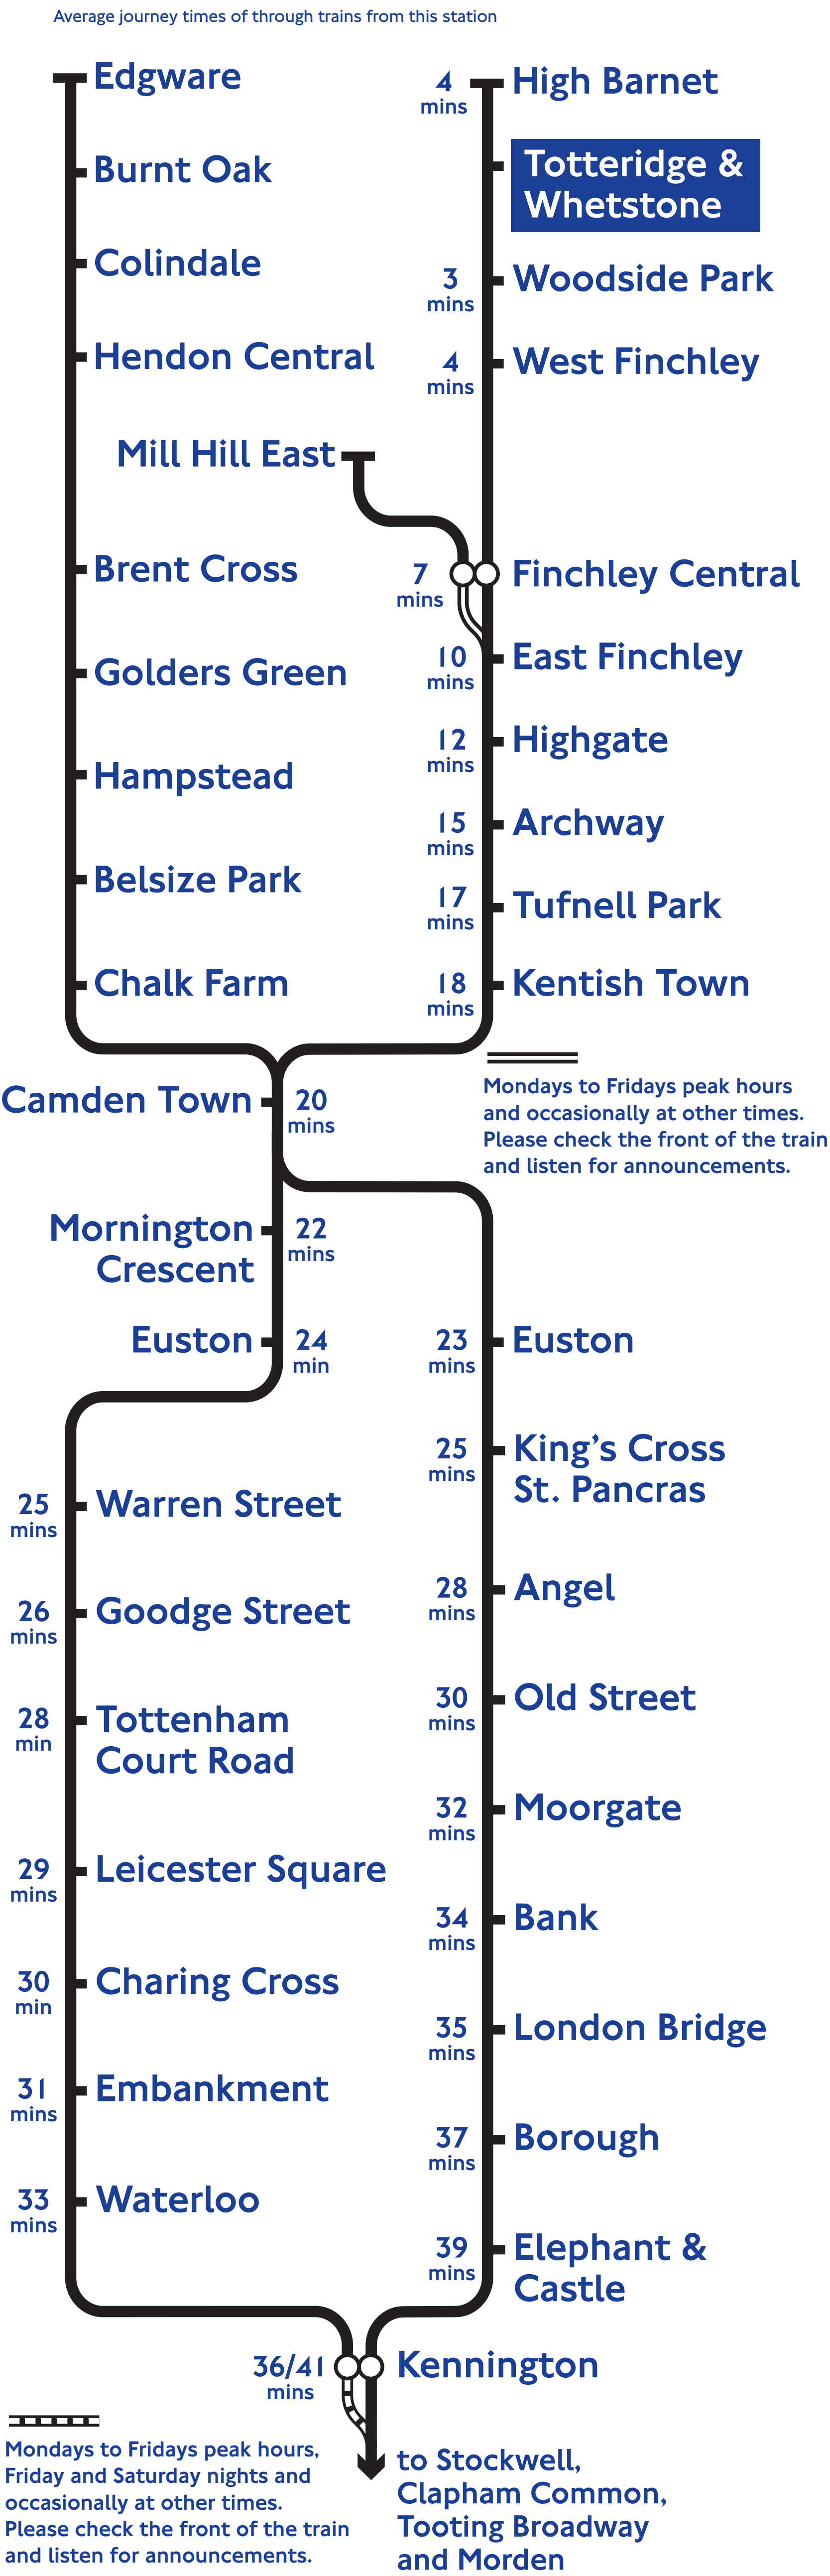 Average journey times of through trains from this station
Edgware
4
mins
High Barnet
Burnt Oak
Totteridge &
Whetstone
Colindale
3
mins
Woodside Park
Hendon Central
4
mins
West Finchley
Mill Hill East
Brent Cross
7
mins
Finchley Central
Golders Green
10
mins
East Finchley
Hampstead
12
mins
Highgate
Belsize Park
15
mins
Archway
17
mins
Tufnell Park
Chalk Farm
18
mins
Kentish Town
Camden Town
20
mins
Mondays to Fridays peak hours
and occasionally at other times.
Please check the front of the train
and listen for announcements.
Mornington
Crescent
22
mins
Euston
24
min
23
mins
Euston
25
mins
King’s Cross
St. Pancras
25
mins
Warren Street
28
mins
Angel
26
mins
Goodge Street
30
mins
Old Street
28
min
Tottenham
Court Road
32
mins
Moorgate
29
mins
Leicester Square
34
mins
Bank
30
min
Charing Cross
35
mins
London Bridge
31
mins
Embankment
37
mins
Borough
33
mins
Waterloo
39
mins
Elephant &
Castle
36/41
mins
Kennington
Mondays to Fridays peak hours,
Friday and Saturday nights and
occasionally at other times.
Please check the front of the train
and listen for announcements.
to Stockwell,
Clapham Common,
Tooting Broadway
and Morden